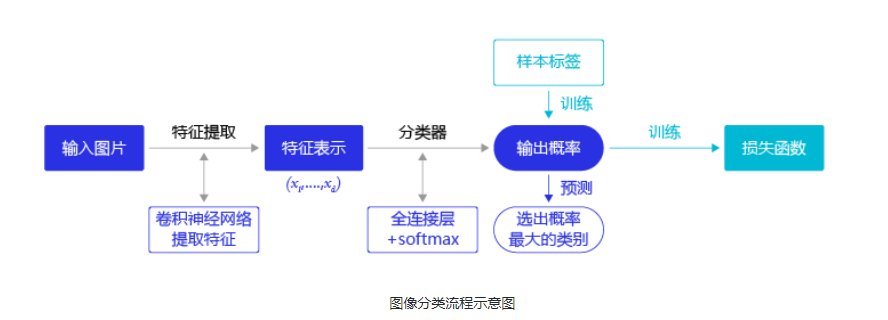 样本标签
训练
输入图片
特征提取
特征表示
分类器
输出概率
训练
损失函数
(x₁,....,x_d)
预测
卷积神经网络
提取特征
全连接层
+softmax
选出概率
最大的类别
图像分类流程示意图